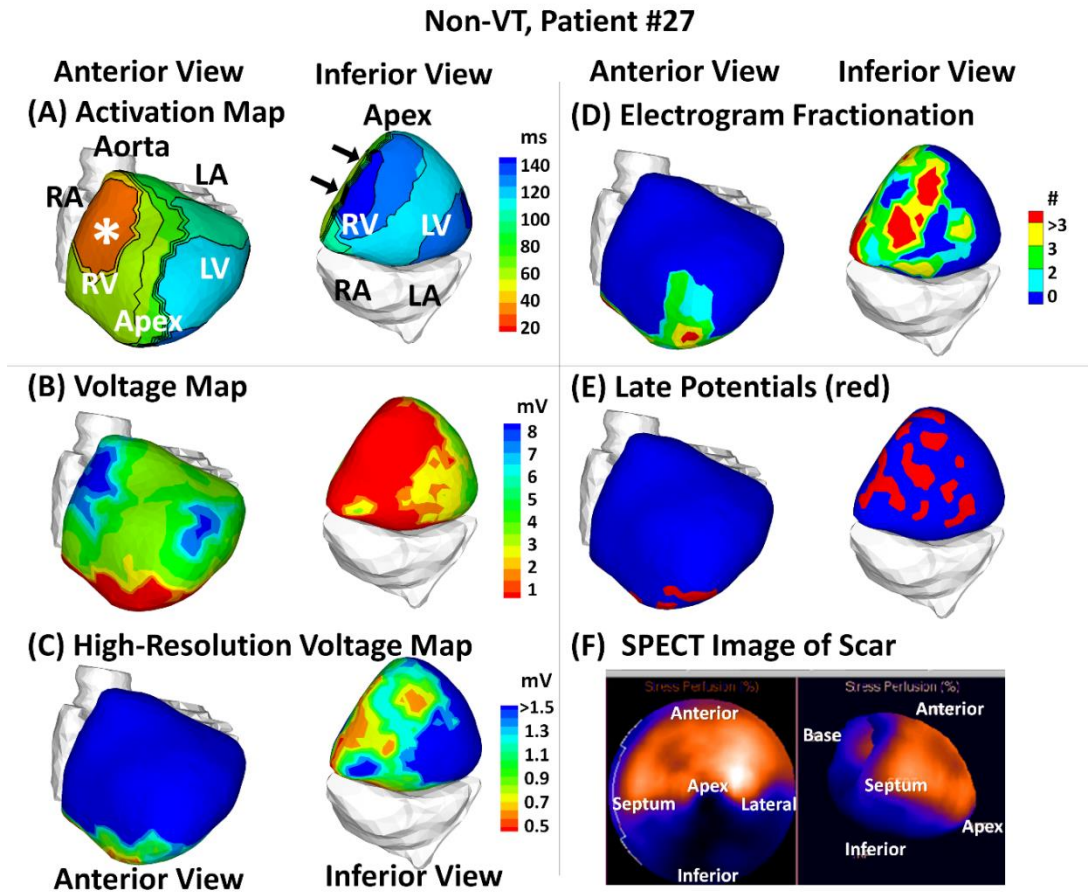 Non-VT, Patient #27
Anterior View
Inferior View
(A) Activation Map
Aorta
RA
LA
*
RV
LV
Apex
Apex
RV
LV
RA
LA
ms
140
120
100
80
60
40
20
(B) Voltage Map
mV
8
7
6
5
4
3
2
1
(C) High-Resolution Voltage Map
mV
>1.5
1.3
1.1
0.9
0.7
0.5
Anterior View
Inferior View
Anterior View
Inferior View
(D) Electrogram Fractionation
#
>3
3
2
0
(E) Late Potentials (red)
(F) SPECT Image of Scar
Stress Perfusion (%)
Anterior
Apex
Septum
Lateral
Inferior
Stress Perfusion (%)
Anterior
Base
Septum
Apex
Inferior